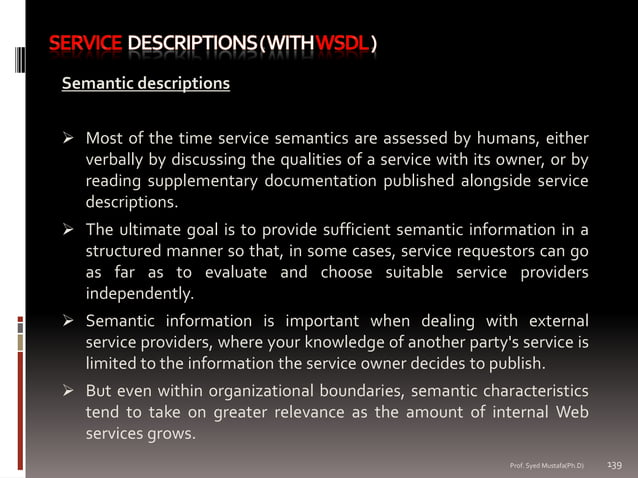 SERVICE DESCRIPTIONS(WITH WSDL)
Semantic descriptions
➢ Most of the time service semantics are assessed by humans, either
verbally by discussing the qualities of a service with its owner, or by
reading supplementary documentation published alongside service
descriptions.
➢ The ultimate goal is to provide sufficient semantic information in a
structured manner so that, in some cases, service requestors can go
as far as to evaluate and choose suitable service providers
independently.
➢ Semantic information is important when dealing with external
service providers, where your knowledge of another party's service is
limited to the information the service owner decides to publish.
➢ But even within organizational boundaries, semantic characteristics
tend to take on greater relevance as the amount of internal Web
services grows.
Prof. Syed Mustafa(Ph.D) 139